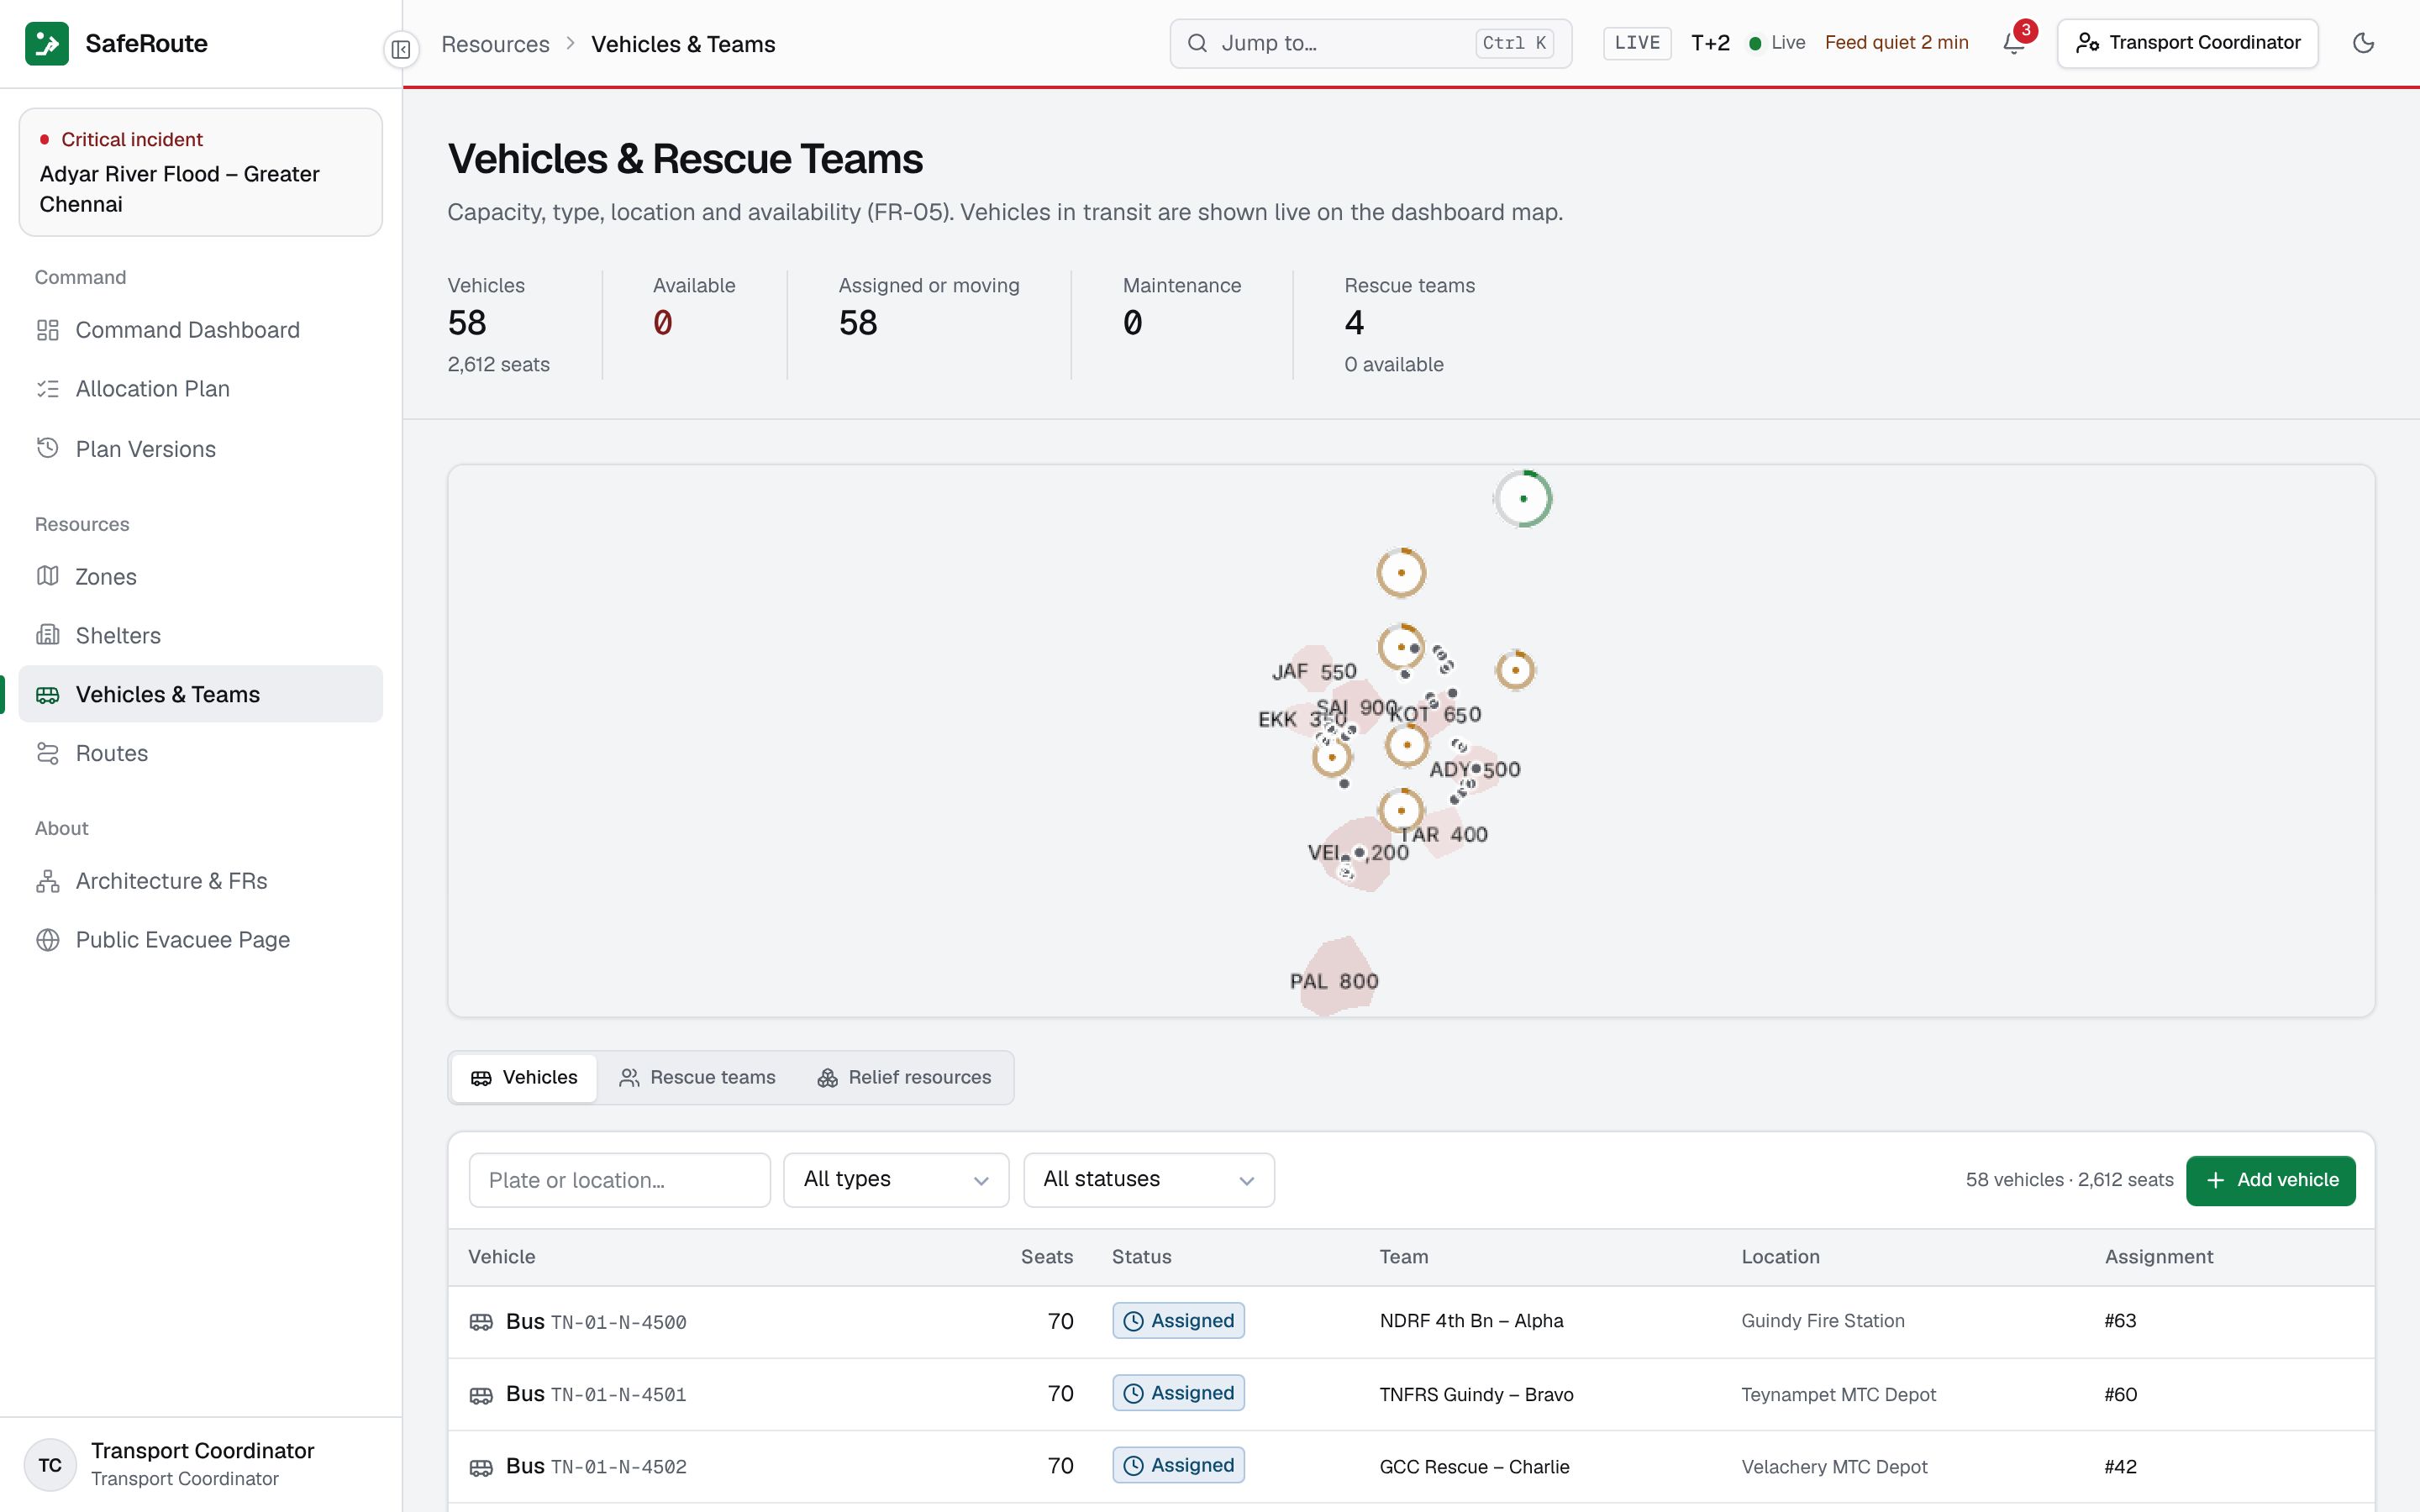 SafeRoute
Resources > Vehicles & Teams
Jump to...
Ctrl K
LIVE
T+2
Live
Feed quiet 2 min
3
Transport Coordinator
Critical incident
Adyar River Flood – Greater
Chennai
Command
Command Dashboard
Allocation Plan
Plan Versions
Resources
Zones
Shelters
Vehicles & Teams
Routes
About
Architecture & FRs
Public Evacuee Page
TC
Transport Coordinator
Transport Coordinator
Vehicles & Rescue Teams
Capacity, type, location and availability (FR-05). Vehicles in transit are shown live on the dashboard map.
Vehicles
58
2,612 seats
Available
0
Assigned or moving
58
Maintenance
0
Rescue teams
4
0 available
JAF 550
SAI 900
KOT 650
EKK
ADY 500
TAR 400
,200
PAL 800
Vehicles
Rescue teams
Relief resources
Plate or location...
All types
All statuses
58 vehicles · 2,612 seats
+ Add vehicle
Vehicle Seats Status Team Location Assignment
Bus TN-01-N-4500 70 Assigned NDRF 4th Bn – Alpha Guindy Fire Station #63
Bus TN-01-N-4501 70 Assigned TNFRS Guindy – Bravo Teynampet MTC Depot #60
Bus TN-01-N-4502 70 Assigned GCC Rescue – Charlie Velachery MTC Depot #42